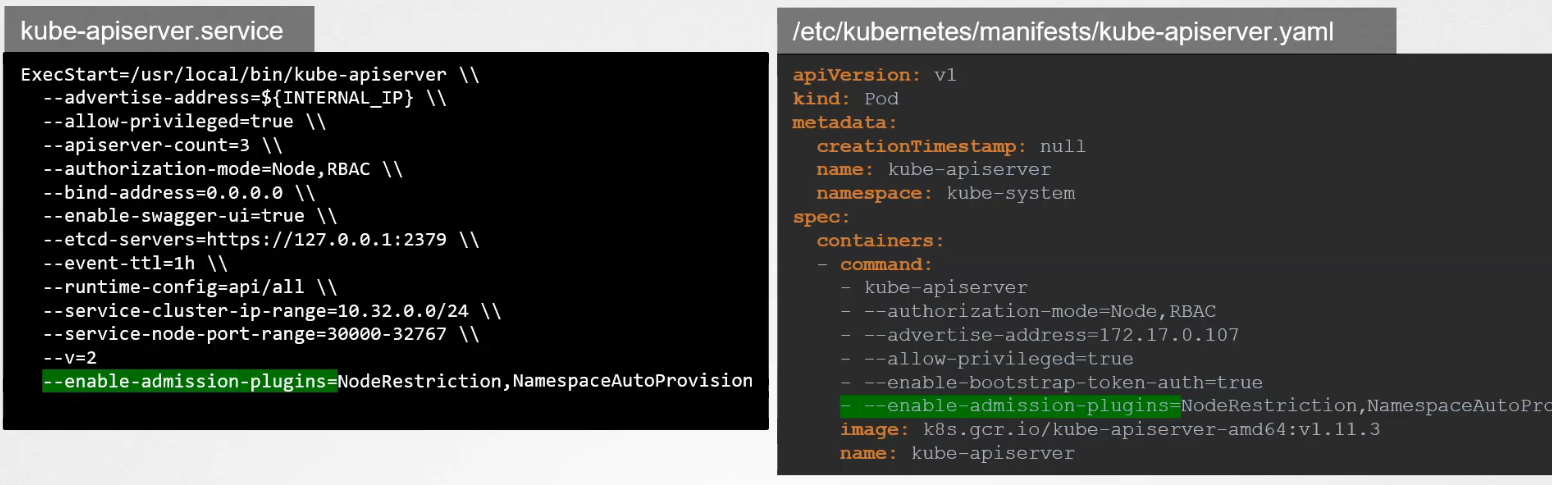 kube-apiserver.service
ExecStart=/usr/local/bin/kube-apiserver \\
--advertise-address=${INTERNAL_IP} \\
--allow-privileged=true \\
--apiserver-count=3 \\
--authorization-mode=Node,RBAC \\
--bind-address=0.0.0.0 \\
--enable-swagger-ui=true \\
--etcd-servers=https://127.0.0.1:2379 \\
--event-ttl=1h \\
--runtime-config=api/all \\
--service-cluster-ip-range=10.32.0.0/24 \\
--service-node-port-range=30000-32767 \\
--v=2
--enable-admission-plugins=NodeRestriction,NamespaceAutoProvision
/etc/kubernetes/manifests/kube-apiserver.yaml
apiVersion: v1
kind: Pod
metadata:
creationTimestamp: null
name: kube-apiserver
namespace: kube-system
spec:
containers:
- command:
- kube-apiserver
- --authorization-mode=Node,RBAC
- --advertise-address=172.17.0.107
- --allow-privileged=true
- --enable-bootstrap-token-auth=true
- --enable-admission-plugins=NodeRestriction,NamespaceAutoPro
image: k8s.gcr.io/kube-apiserver-amd64:v1.11.3
name: kube-apiserver